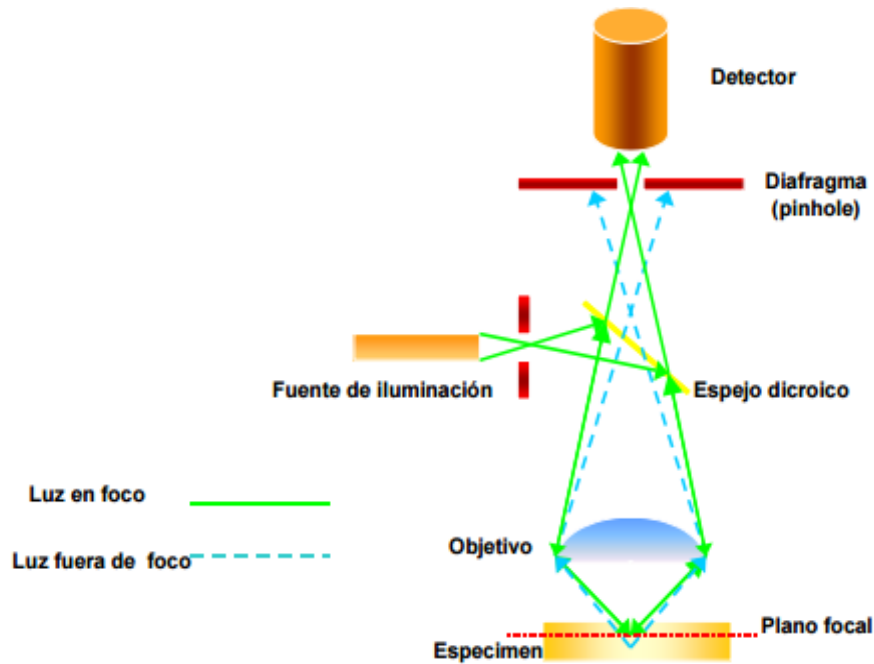 Detector
Diafragma
(pinhole)
Fuente de iluminación
Espejo dicroico
Luz en foco
Objetivo
Luz fuera de foco
Plano focal
Especimen